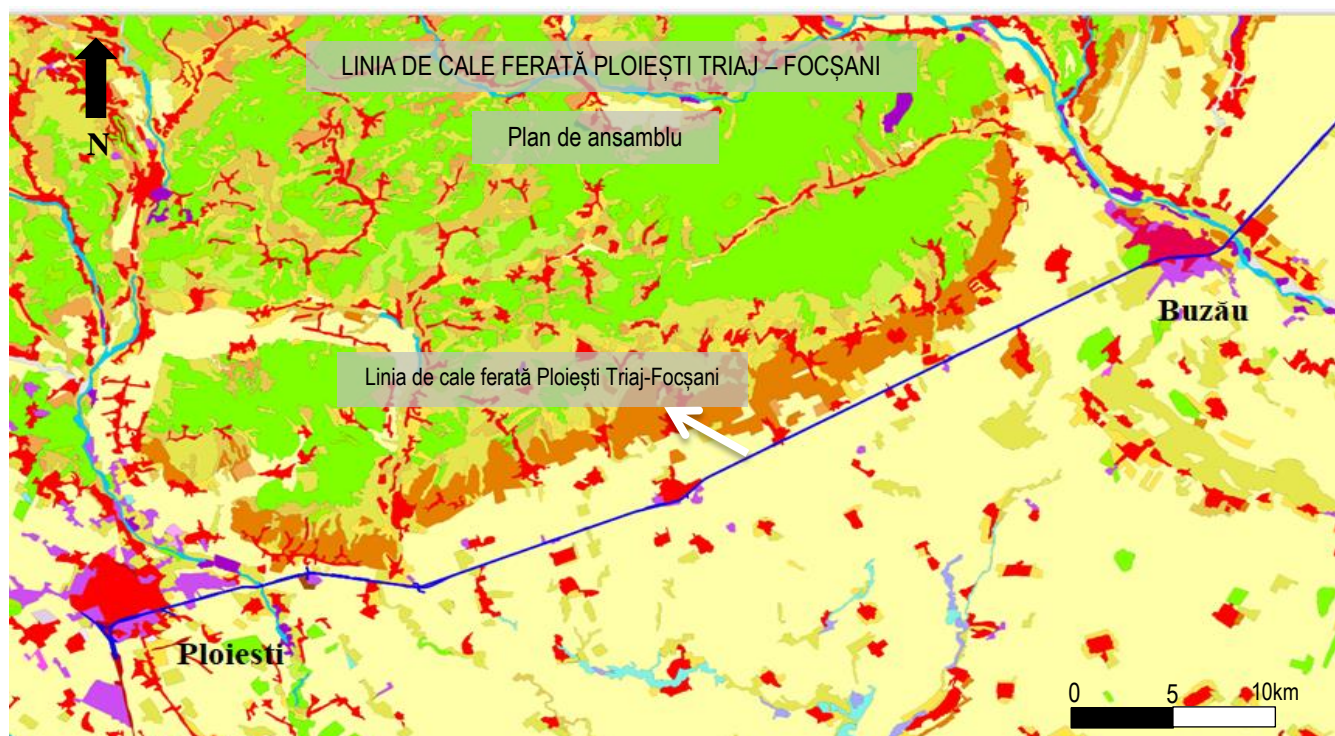 LINIA DE CALE FERATĂ PLOIEȘTI TRIAJ – FOCȘANI
Plan de ansamblu
N
Buzău
Linia de cale ferată Ploiești Triaj-Focșani
Ploiesti
0 5 10km